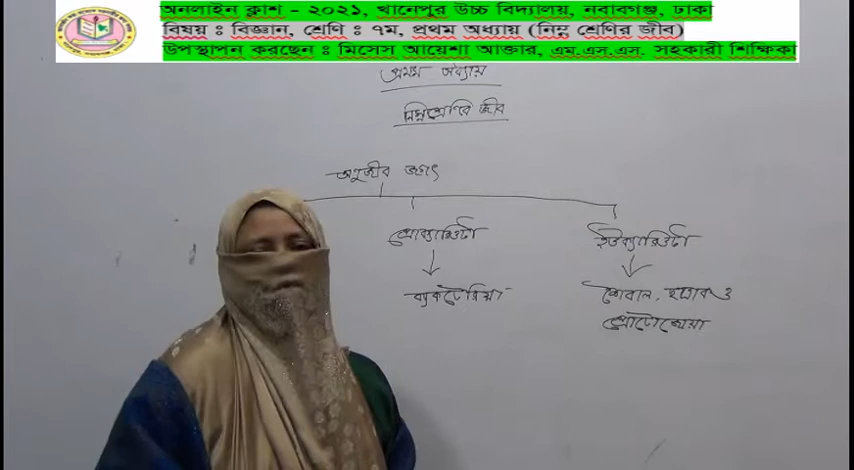 অনলাইন ক্লাশ - ২০২১, খানেপুর উচ্চ বিদ্যালয়, নবাবগঞ্জ, ঢাকা
বিষয় ঃ বিজ্ঞান, শ্রেণি ঃ ৭ম, প্রথম অধ্যায় (নিম্ন শ্রেণির জীব)
উপস্থাপন করছেন ঃ মিসেস আয়েশা আক্তার, এম.এস.এস. সহকারী শিক্ষিকা
প্রথম অধ্যায়
নিম্নশ্রেণির জীব
অণুজীব জগৎ
প্রোক্যারিওটা ইউক্যারিওটা
ব্যাকটেরিয়া শৈবাল, ছত্রাক ও
প্রোটোজোয়া